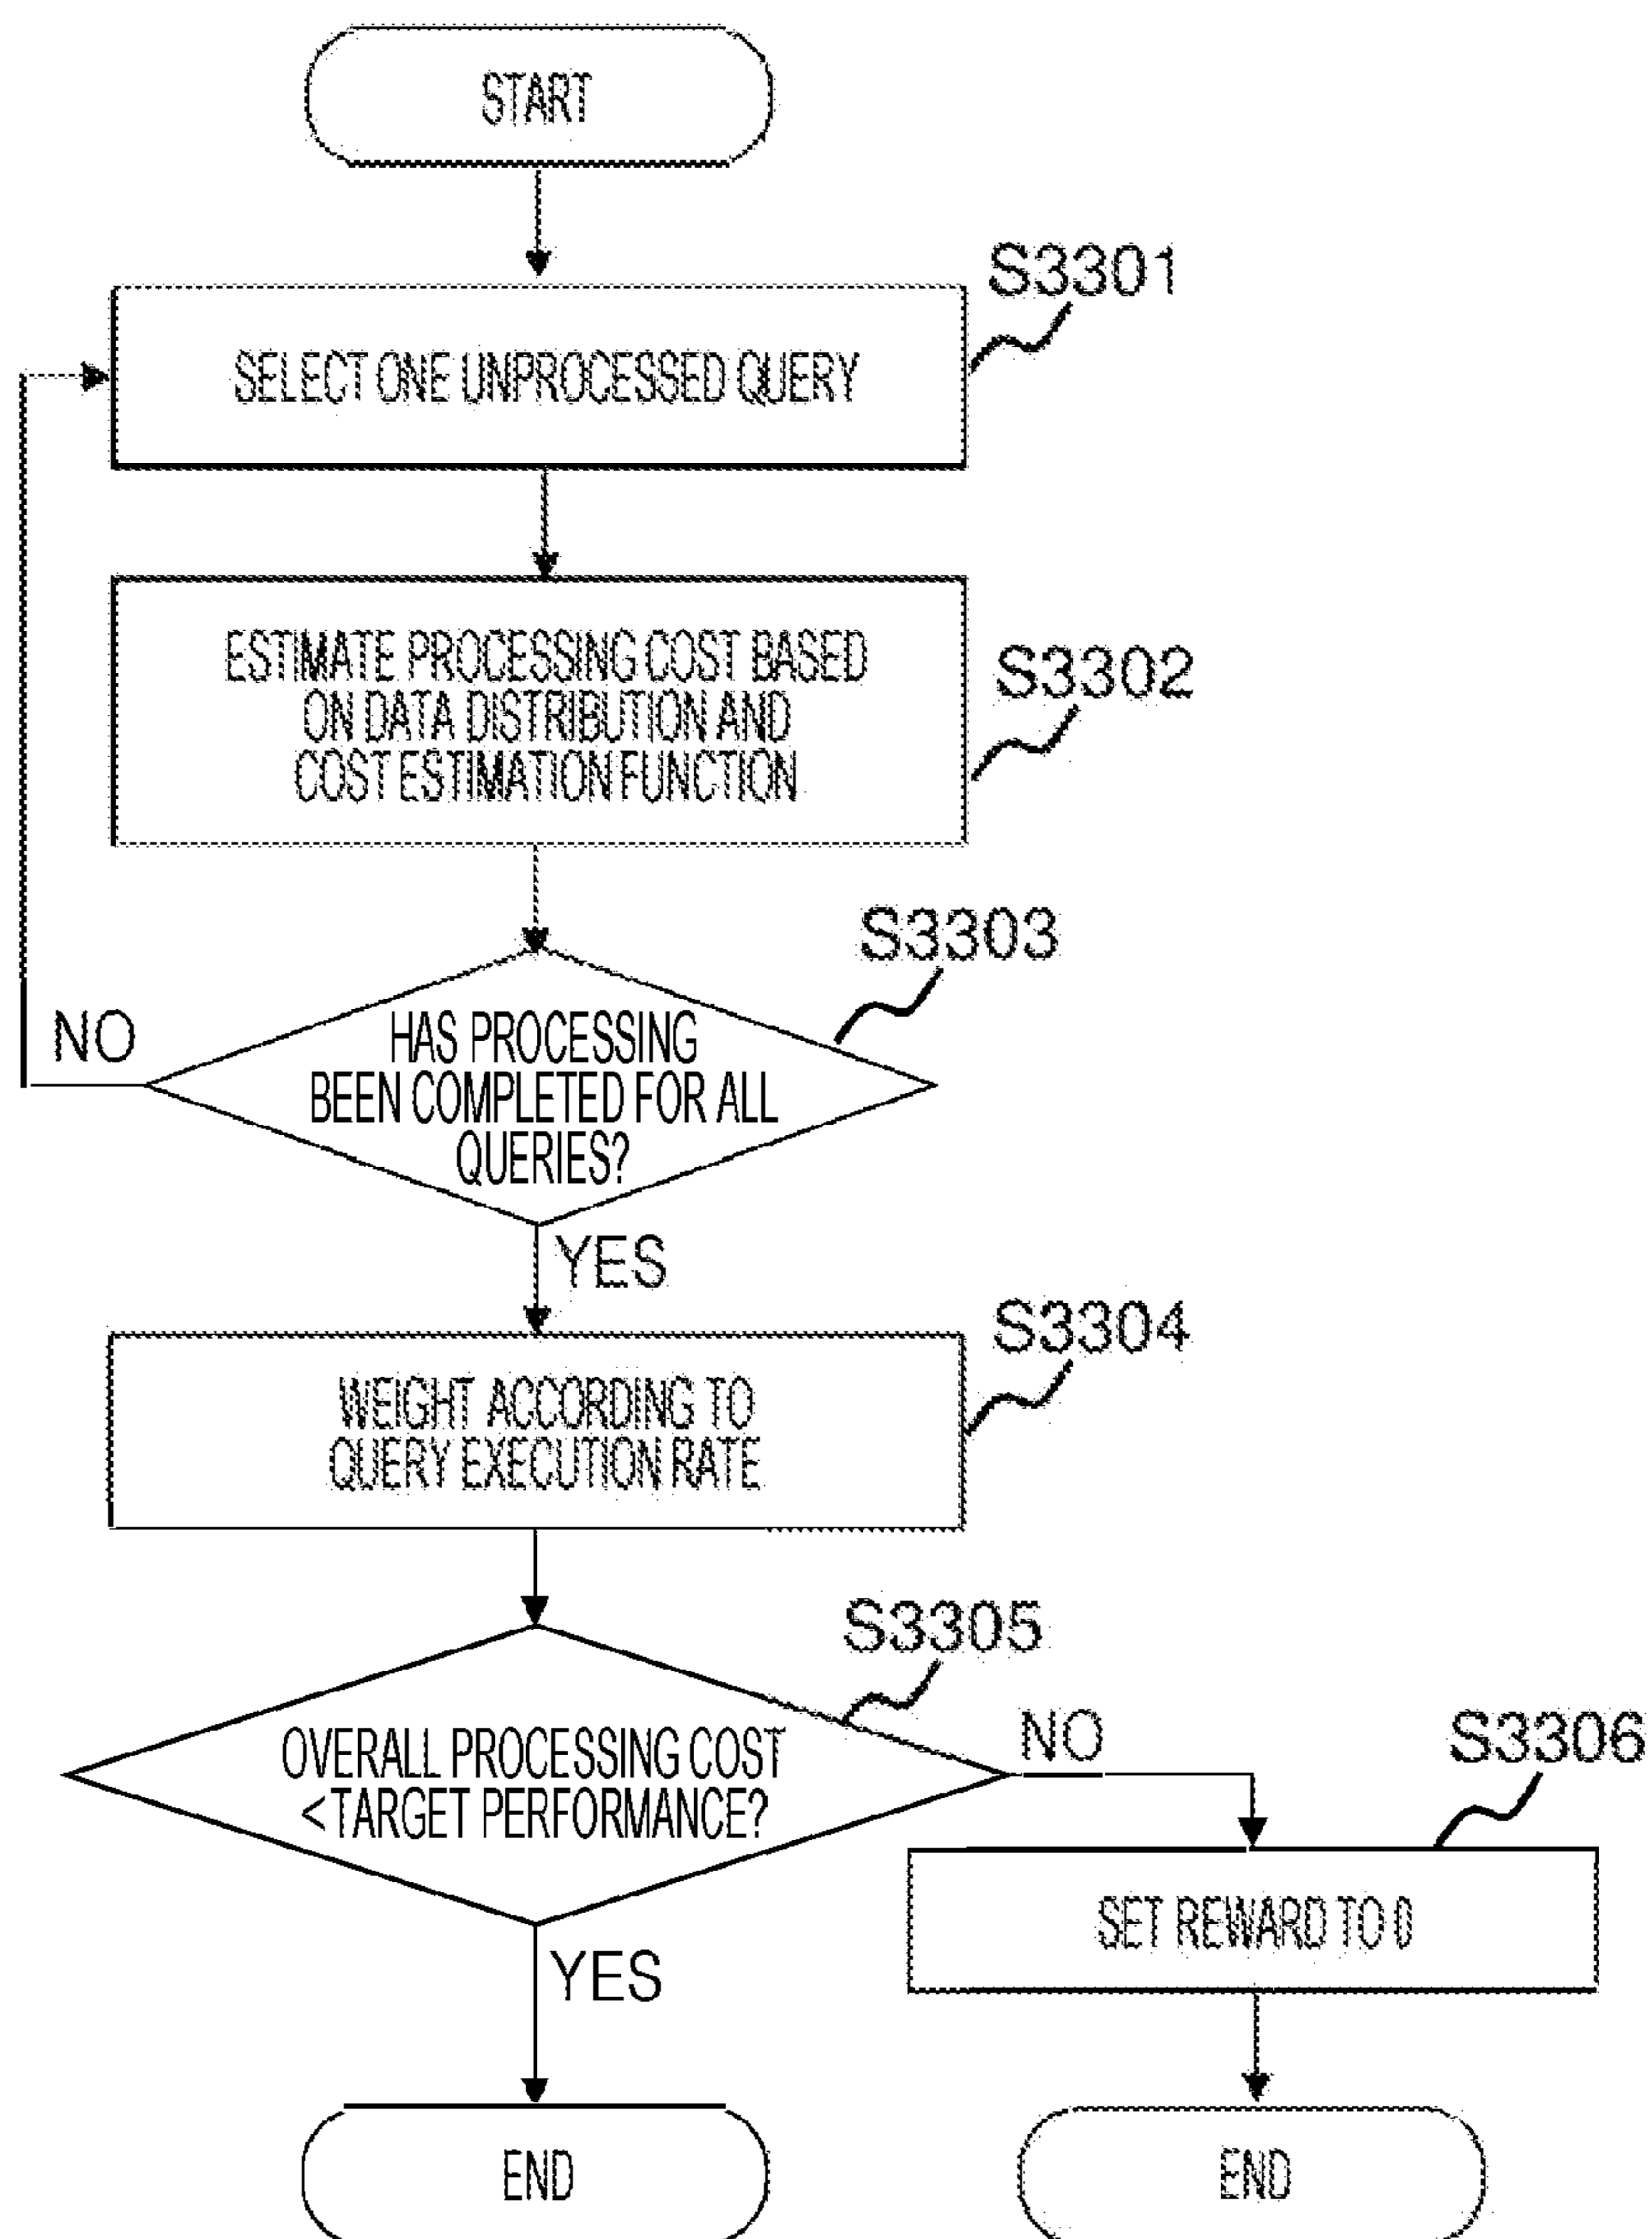 START
S3301
SELECT ONE UNPROCESSED QUERY
ESTIMATE PROCESSING COST BASED
ON DATA DISTRIBUTION AND
COST ESTIMATION FUNCTION
S3302
S3303
NO
HAS PROCESSING
BEEN COMPLETED FOR ALL
QUERIES?
YES
S3304
WEIGHT ACCORDING TO
QUERY EXECUTION RATE
S3305
OVERALL PROCESSING COST
<TARGET PERFORMANCE?
NO
S3306
SET REWARD TO 0
YES
END
END